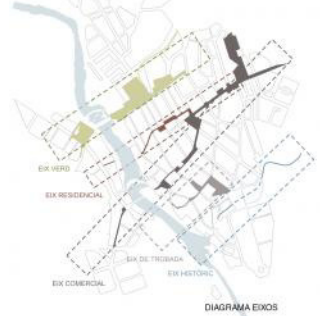 EIX VERD
EIX RESIDENCIAL
EIX DE TROBADA
EIX HISTÒRIC
EIX COMERCIAL
DIAGRAMA EIXOS